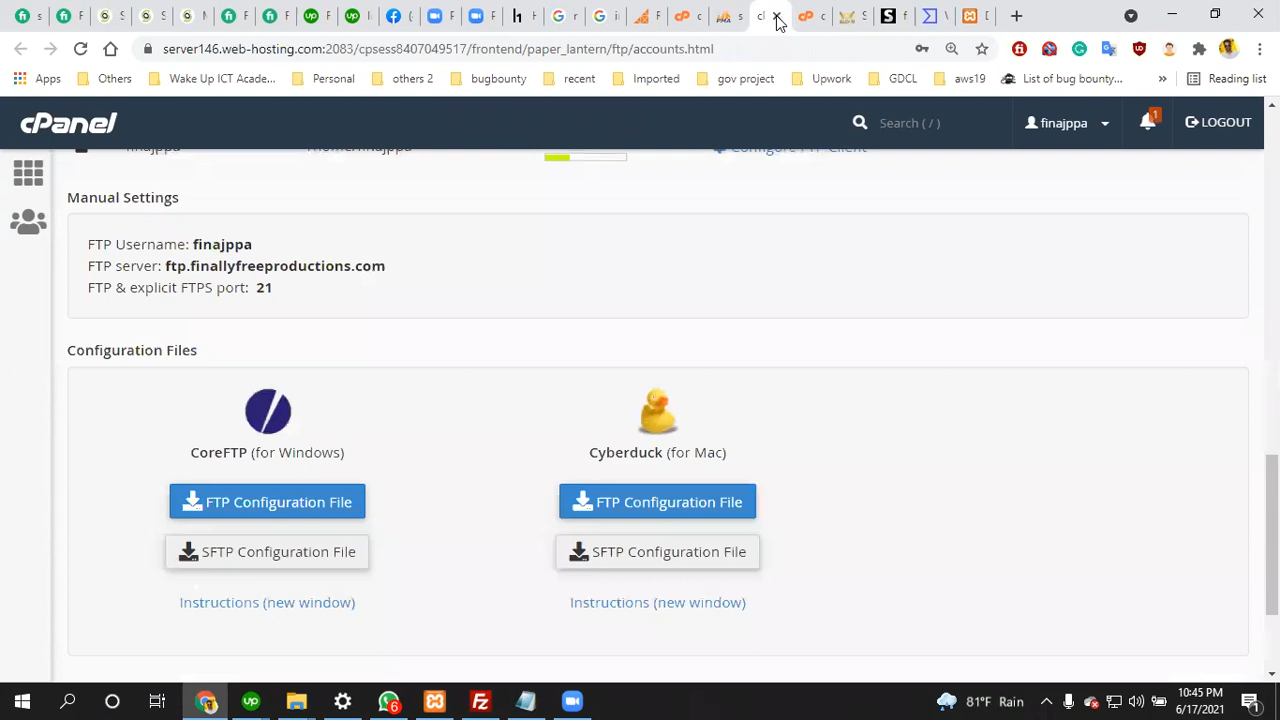 server146.web-hosting.com:2083/cpsess8407049517/frontend/paper_lantern/ftp/accounts.html
Apps Others Wake Up ICT Acade... Personal others 2 bugbounty recent Imported gov project Upwork GDCL aws19 List of bug bounty... » Reading list
cPanel Search ( / ) finajppa 1 LOGOUT
Manual Settings
FTP Username: finajppa
FTP server: ftp.finallyfreeproductions.com
FTP & explicit FTPS port: 21
Configuration Files
CoreFTP (for Windows) Cyberduck (for Mac)
FTP Configuration File FTP Configuration File
SFTP Configuration File SFTP Configuration File
Instructions (new window) Instructions (new window)
81°F Rain
10:45 PM
6/17/2021